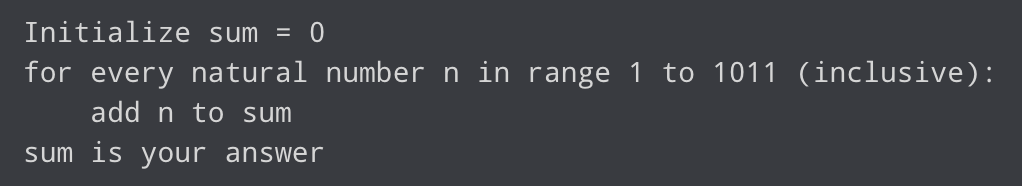 Initialize sum = 0
for every natural number n in range 1 to 1011 (inclusive):
    add n to sum
sum is your answer